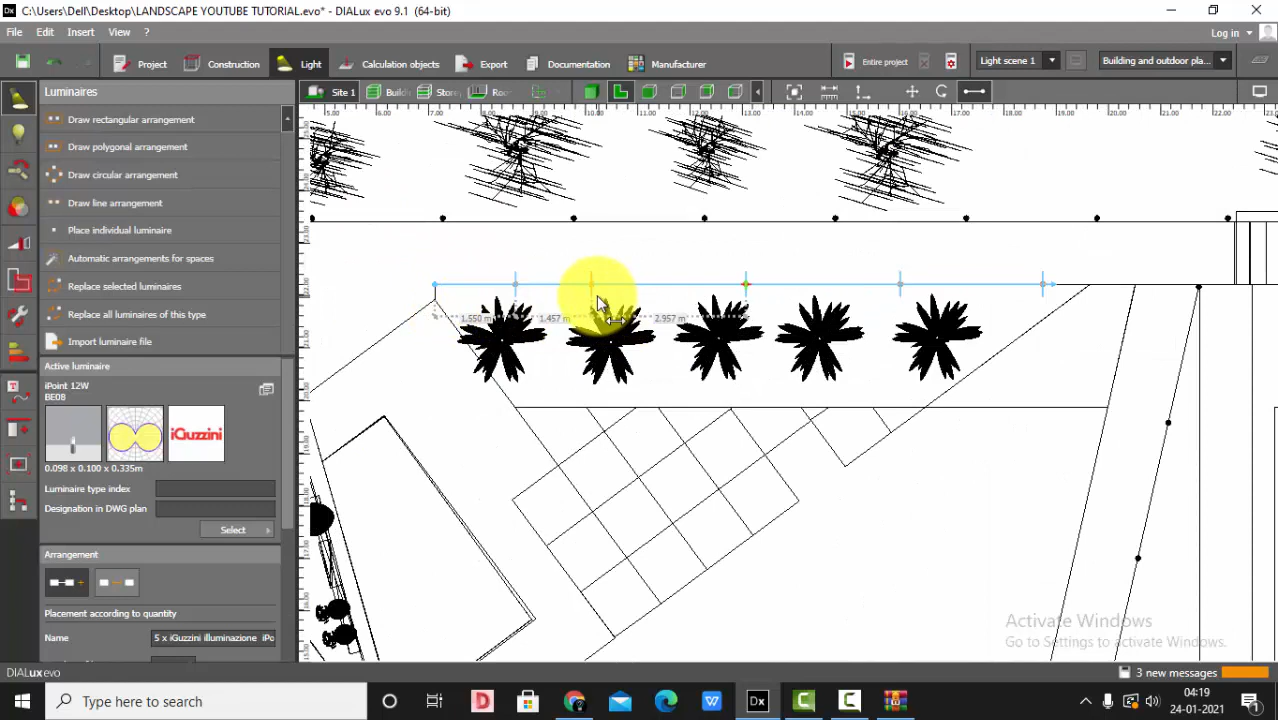 C:\Users\Dell\Desktop\LANDSCAPE YOUTUBE TUTORIAL.evo* - DIALux evo 9.1 (64-bit)
File Edit Insert View ?
Log in
Project Construction Light Calculation objects Export Documentation Manufacturer
Entire project
Light scene 1
Building and outdoor pla...
Luminaires
Site 1
Draw rectangular arrangement
Draw polygonal arrangement
Draw circular arrangement
Draw line arrangement
Place individual luminaire
Automatic arrangements for spaces
Replace selected luminaires
Replace all luminaires of this type
Import luminaire file
1.550 m 1.457 m 2.957 m
Active luminaire
iPoint 12W
BE08
iGuzzini
0.098 x 0.100 x 0.335m
Luminaire type index
Designation in DWG plan
Select
Arrangement
Placement according to quantity
Name 5 x iGuzzini illuminazione iPo
Activate Windows
Go to Settings to activate Windows.
DIALux evo
3 new messages
Type here to search
04:19
24-01-2021